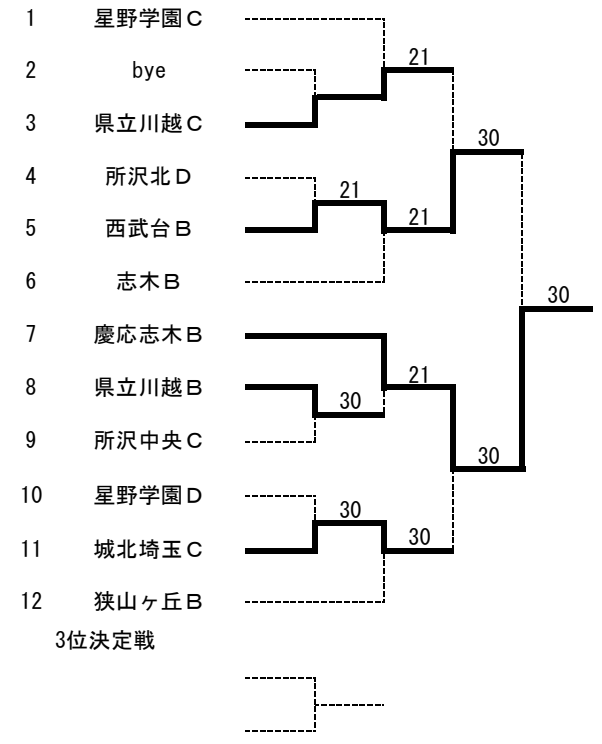 1 星野学園C
21
2 bye
3 県立川越C
30
4 所沢北D
21
5 西武台B
21
6 志木B
30
7 慶応志木B
21
8 県立川越B
30
9 所沢中央C
30
10 星野学園D
30
11 城北埼玉C
30
12 狭山ヶ丘B
3位決定戦